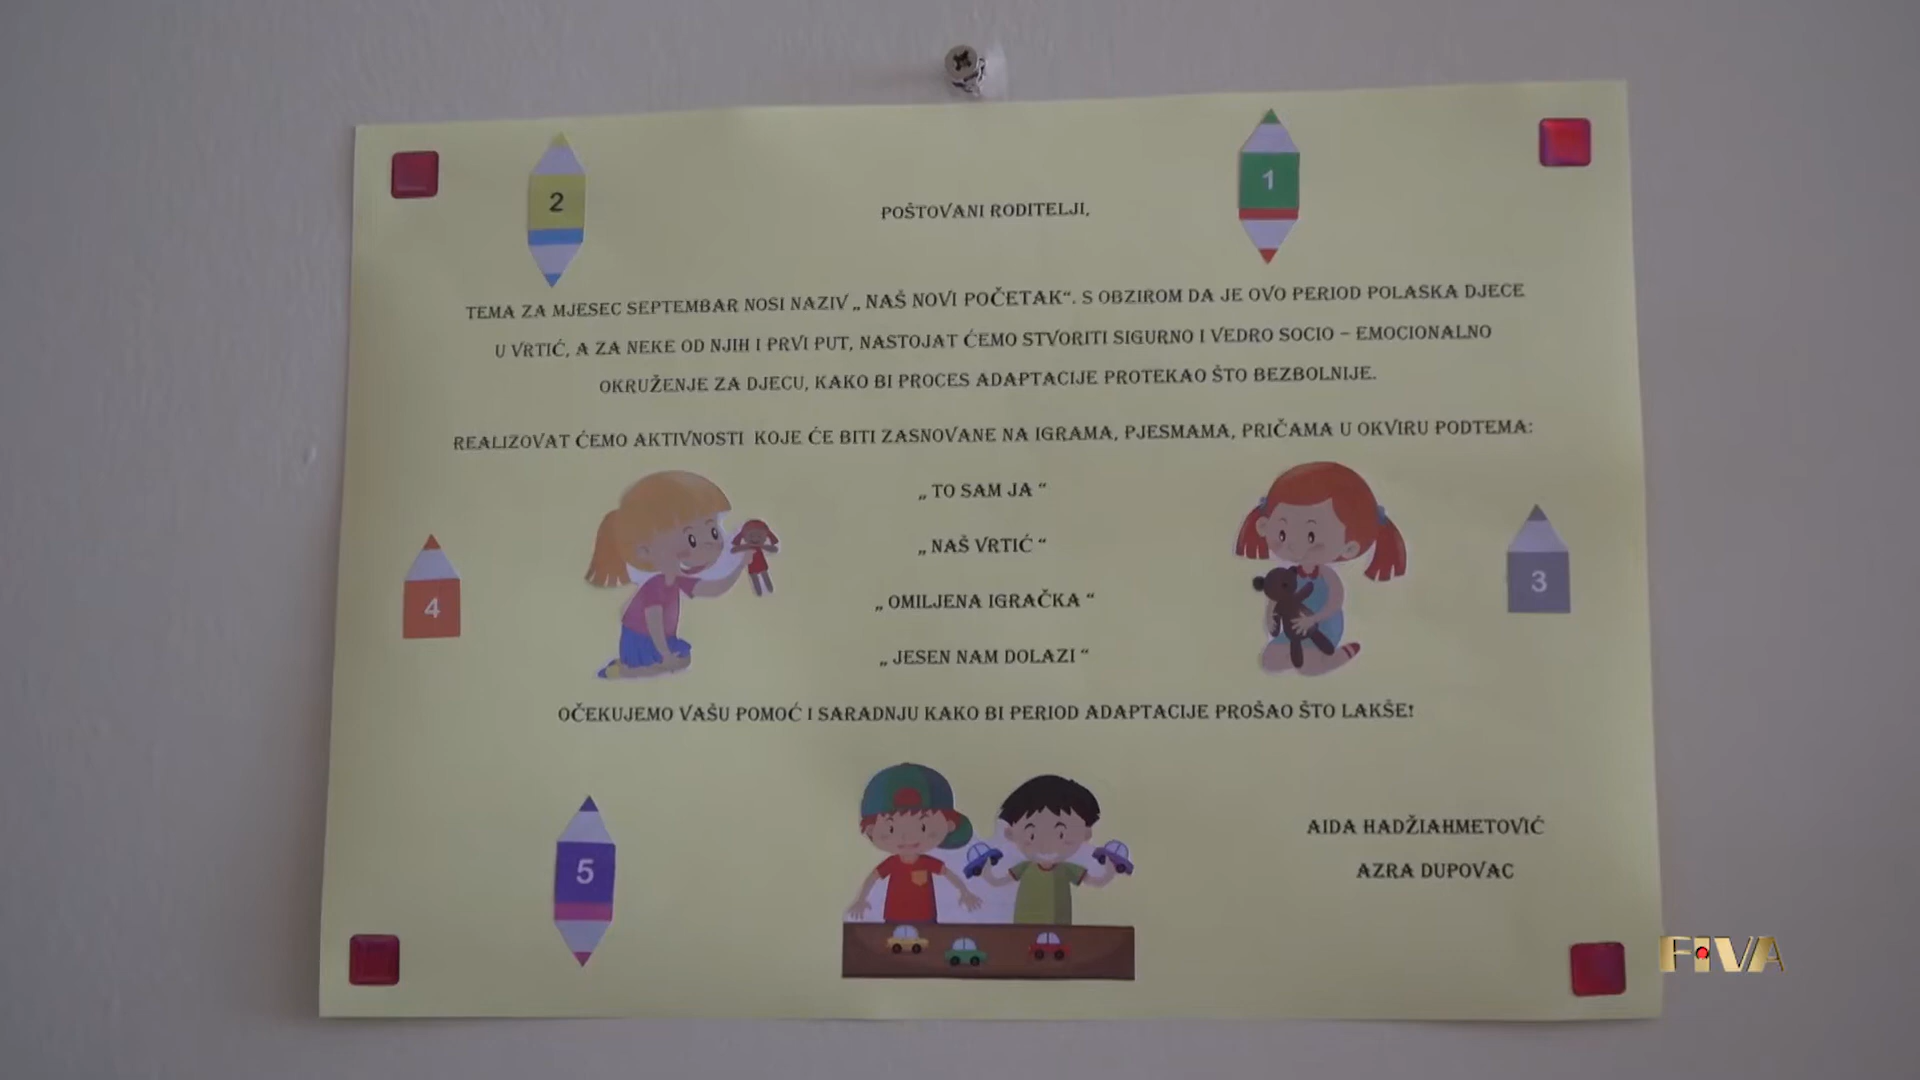 2
1
POŠTOVANI RODITELJI,
TEMA ZA MJESEC SEPTEMBAR NOSI NAZIV „ NAŠ NOVI POČETAK“. S OBZIROM DA JE OVO PERIOD POLASKA DJECE
U VRTIĆ, A ZA NEKE OD NJIH I PRVI PUT, NASTOJAT ĆEMO STVORITI SIGURNO I VEDRO SOCIO – EMOCIONALNO
OKRUŽENJE ZA DJECU, KAKO BI PROCES ADAPTACIJE PROTEKAO ŠTO BEZBOLNIJE.
REALIZOVAT ĆEMO AKTIVNOSTI KOJE ĆE BITI ZASNOVANE NA IGRAMA, PJESMAMA, PRIČAMA U OKVIRU PODTEMA:
„ TO SAM JA “
„ NAŠ VRTIĆ “
„ OMILJENA IGRAČKA “
„ JESEN NAM DOLAZI “
4
3
OČEKUJEMO VAŠU POMOĆ I SARADNJU KAKO BI PERIOD ADAPTACIJE PROŠAO ŠTO LAKŠE!
5
AIDA HADŽIAHMETOVIĆ
AZRA DUPOVAC
FIVA